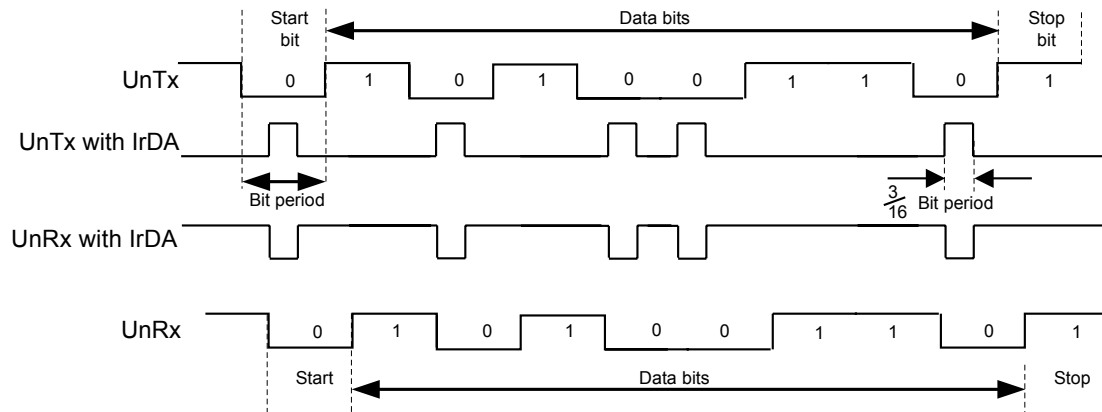 Start bit
Data bits
Stop bit
UnTx
0 1 0 1 0 0 1 1 0 1
UnTx with IrDA
Bit period
3/16 Bit period
UnRx with IrDA
UnRx
0 1 0 1 0 0 1 1 0 1
Start
Data bits
Stop